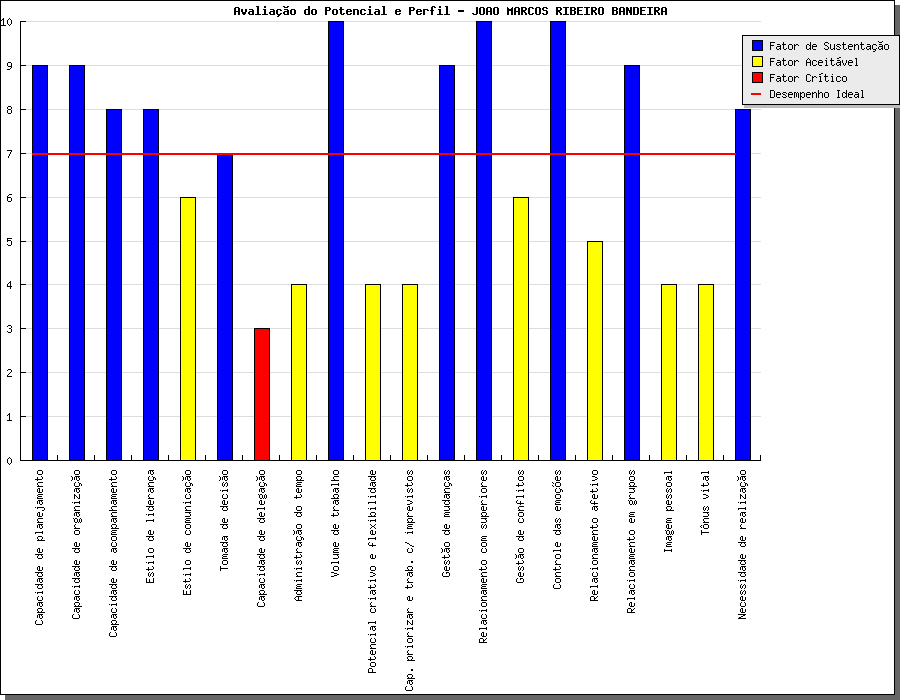 Avaliação do Potencial e Perfil - JOAO MARCOS RIBEIRO BANDEIRA
Fator de Sustentação
Fator Aceitável
Fator Crítico
Desempenho Ideal
10
9
8
7
6
5
4
3
2
1
0
Capacidade de planejamento
Capacidade de organização
Capacidade de acompanhamento
Estilo de liderança
Estilo de comunicação
Tomada de decisão
Capacidade de delegação
Administração do tempo
Volume de trabalho
Potencial criativo e flexibilidade
Cap. priorizar e trab. c/ imprevistos
Gestão de mudanças
Relacionamento com superiores
Gestão de conflitos
Controle das emoções
Relacionamento afetivo
Relacionamento em grupos
Imagem pessoal
Tônus vital
Necessidade de realização